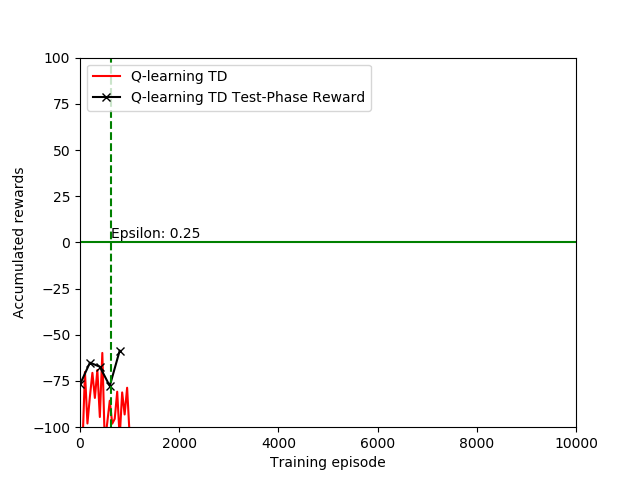 100
75
50
25
0
−25
−50
−75
−100
Accumulated rewards
Q-learning TD
Q-learning TD Test-Phase Reward
Epsilon: 0.25
0 2000 4000 6000 8000 10000
Training episode